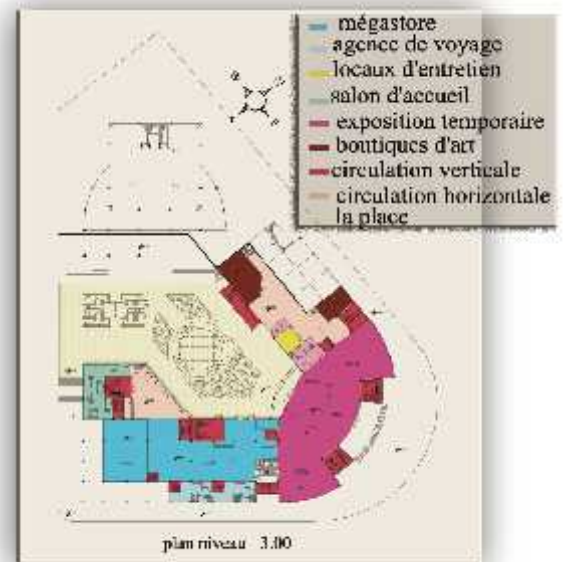 mégastore
agence de voyage
locaux d'entretien
salon d'accueil
exposition temporaire
boutiques d'art
circulation verticale
circulation horizontale
la place
plan niveau 3.00